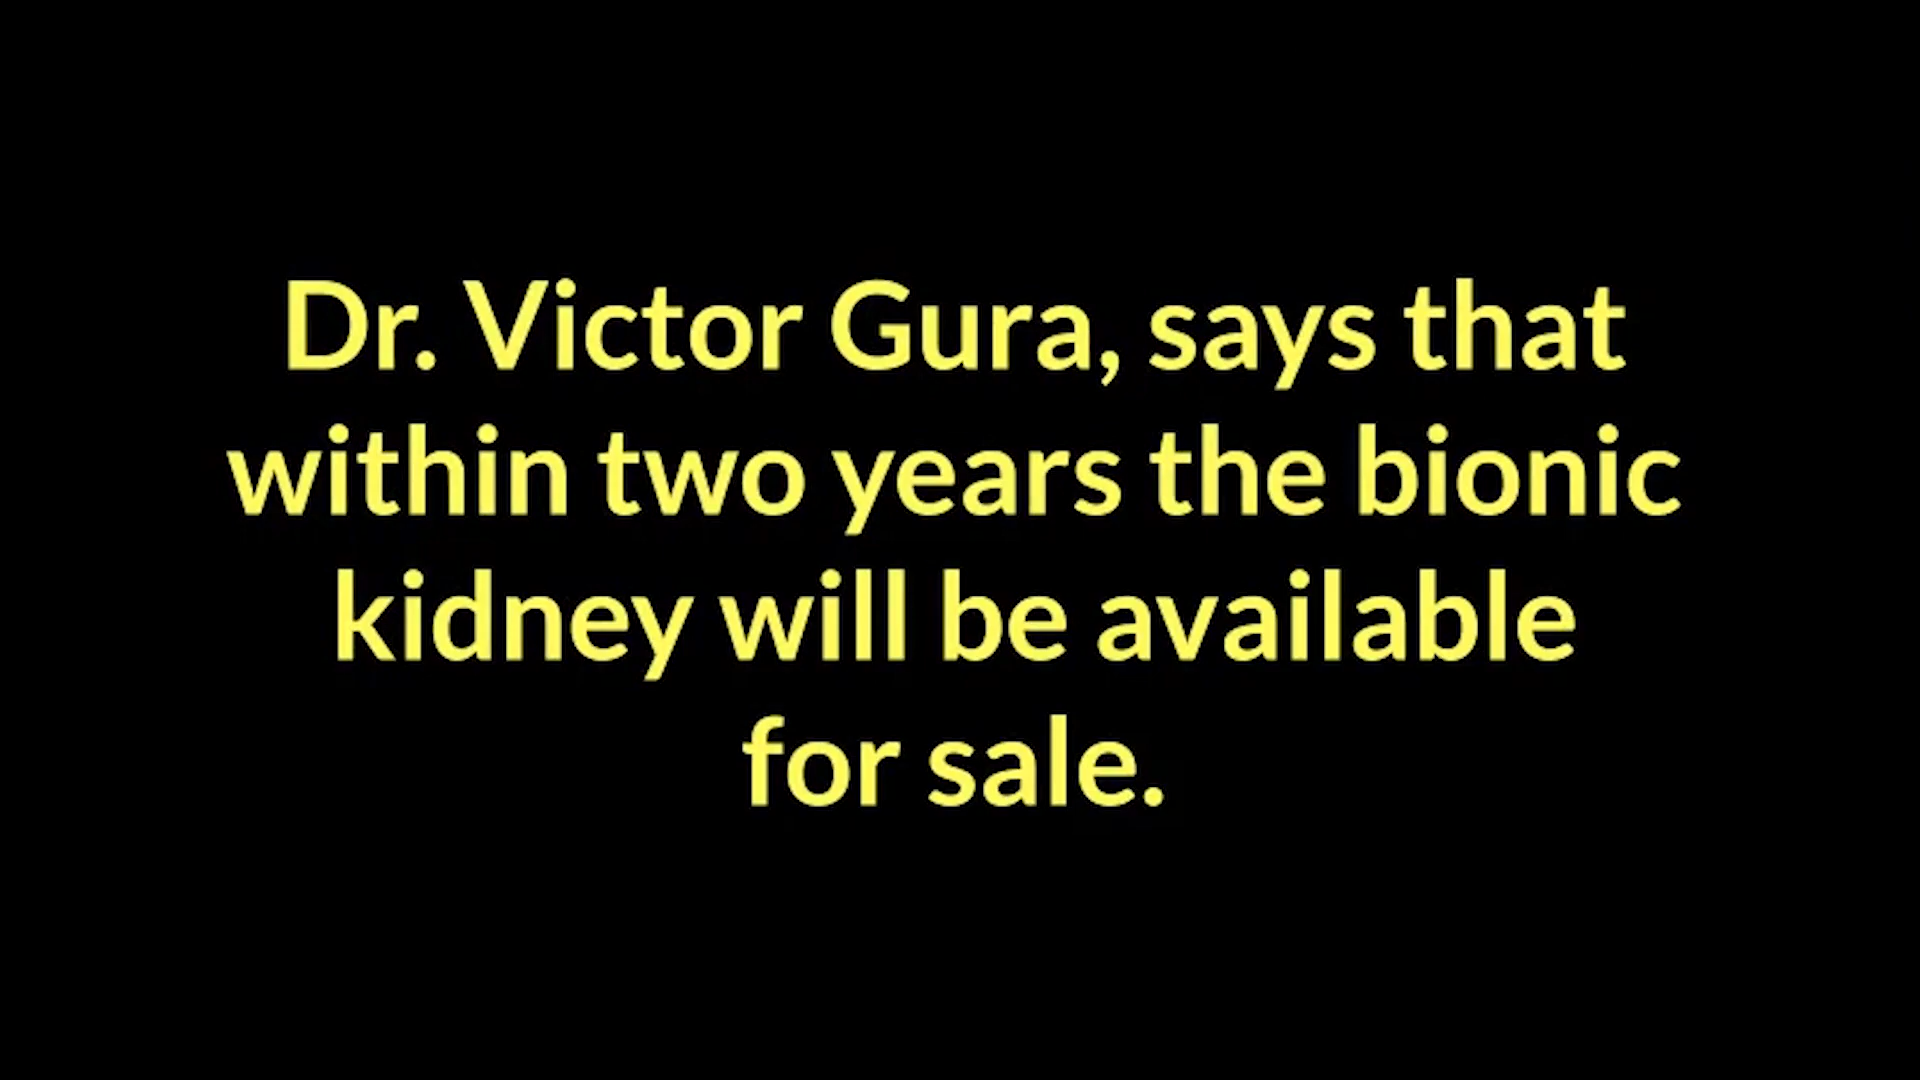 Dr. Victor Gura, says that
within two years the bionic
kidney will be available
for sale.